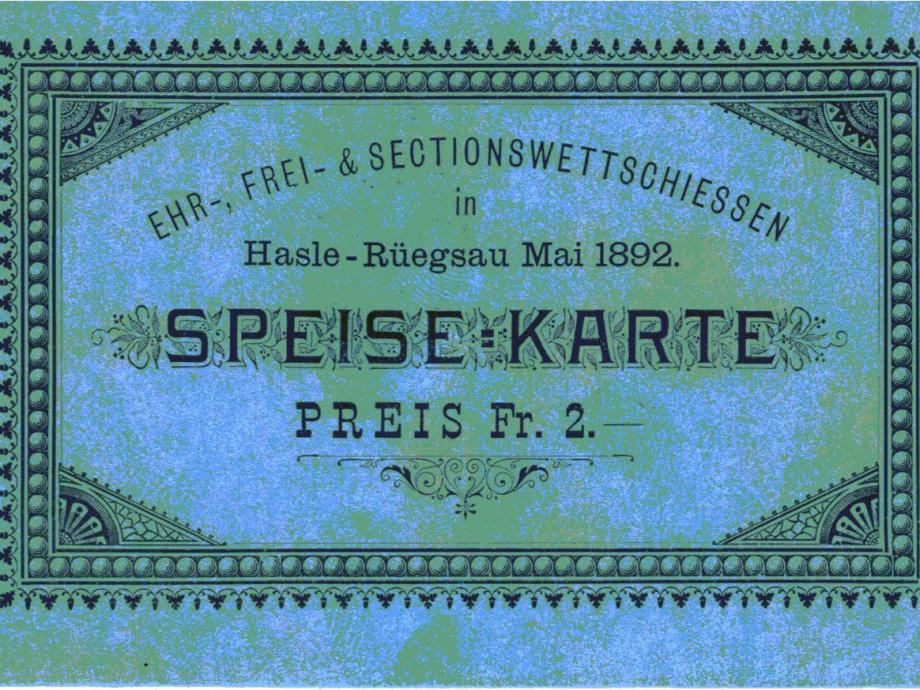 EHR-, FREI- & SECTIONSWETTSCHIESSEN
in
Hasle-Rüegsau Mai 1892.
SPEISE=KARTE
PREIS Fr. 2.—